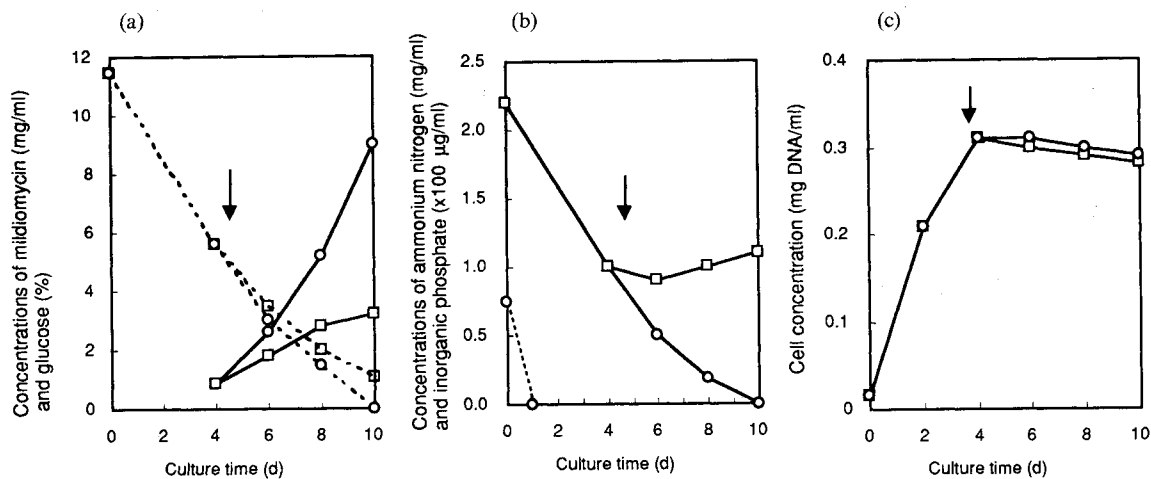 (a)
Concentrations of mildiomycin (mg/ml)
and glucose (%)
12
10
8
6
4
2
0
0 2 4 6 8 10
Culture time (d)
(b)
Concentrations of ammonium nitrogen (mg/ml)
and inorganic phosphate (x100 µg/ml)
2.5
2.0
1.5
1.0
0.5
0.0
0 2 4 6 8 10
Culture time (d)
(c)
Cell concentration (mg DNA/ml)
0.4
0.3
0.2
0.1
0
0 2 4 6 8 10
Culture time (d)